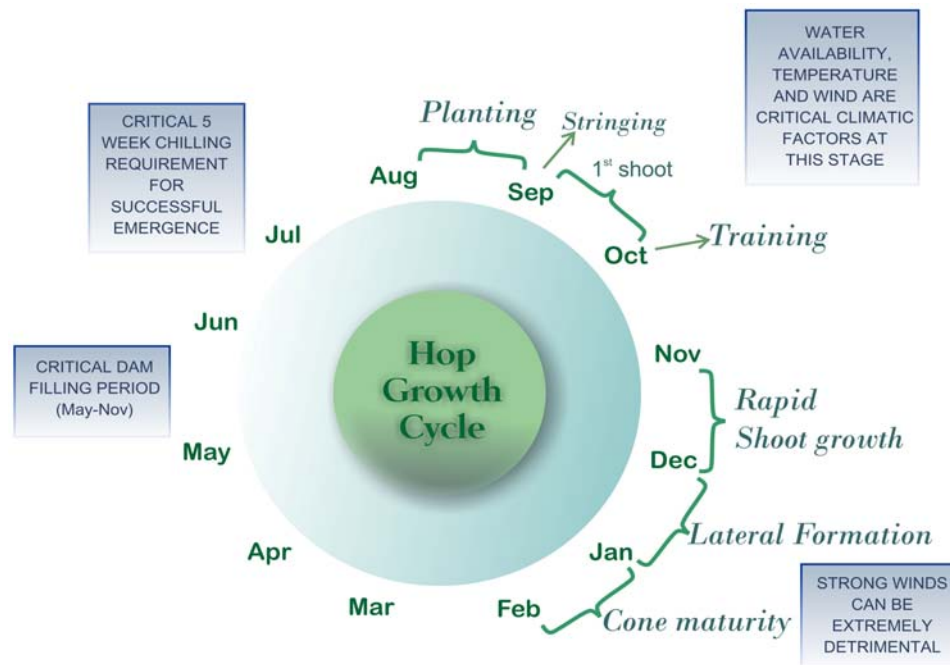 WATER
AVAILABILITY,
TEMPERATURE
AND WIND ARE
CRITICAL CLIMATIC
FACTORS AT
THIS STAGE
CRITICAL 5
WEEK CHILLING
REQUIREMENT
FOR
SUCCESSFUL
EMERGENCE
Planting
Stringing
1st shoot
Aug
Sep
Jul
Oct
Training
Jun
CRITICAL DAM
FILLING PERIOD
(May-Nov)
Hop
Growth
Cycle
Nov
Rapid
Shoot growth
May
Dec
Lateral Formation
Apr
Jan
Mar
Feb
Cone maturity
STRONG WINDS
CAN BE
EXTREMELY
DETRIMENTAL